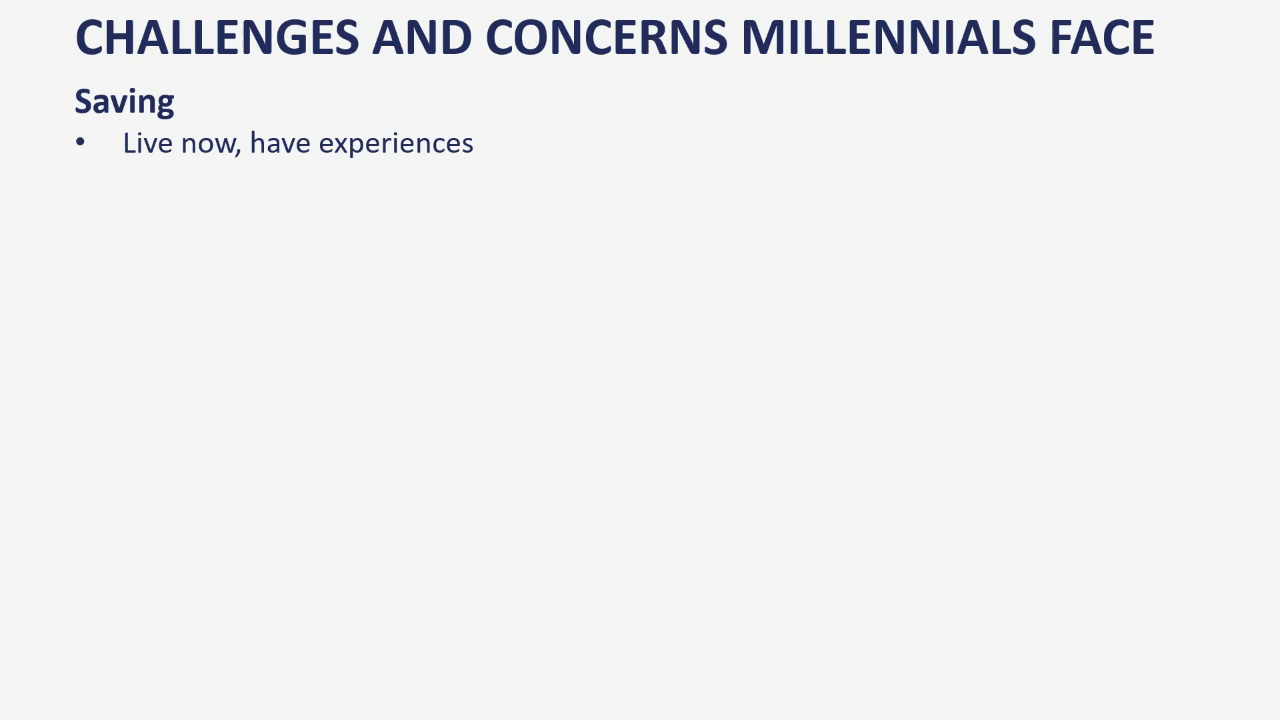 CHALLENGES AND CONCERNS MILLENNIALS FACE
Saving
• Live now, have experiences